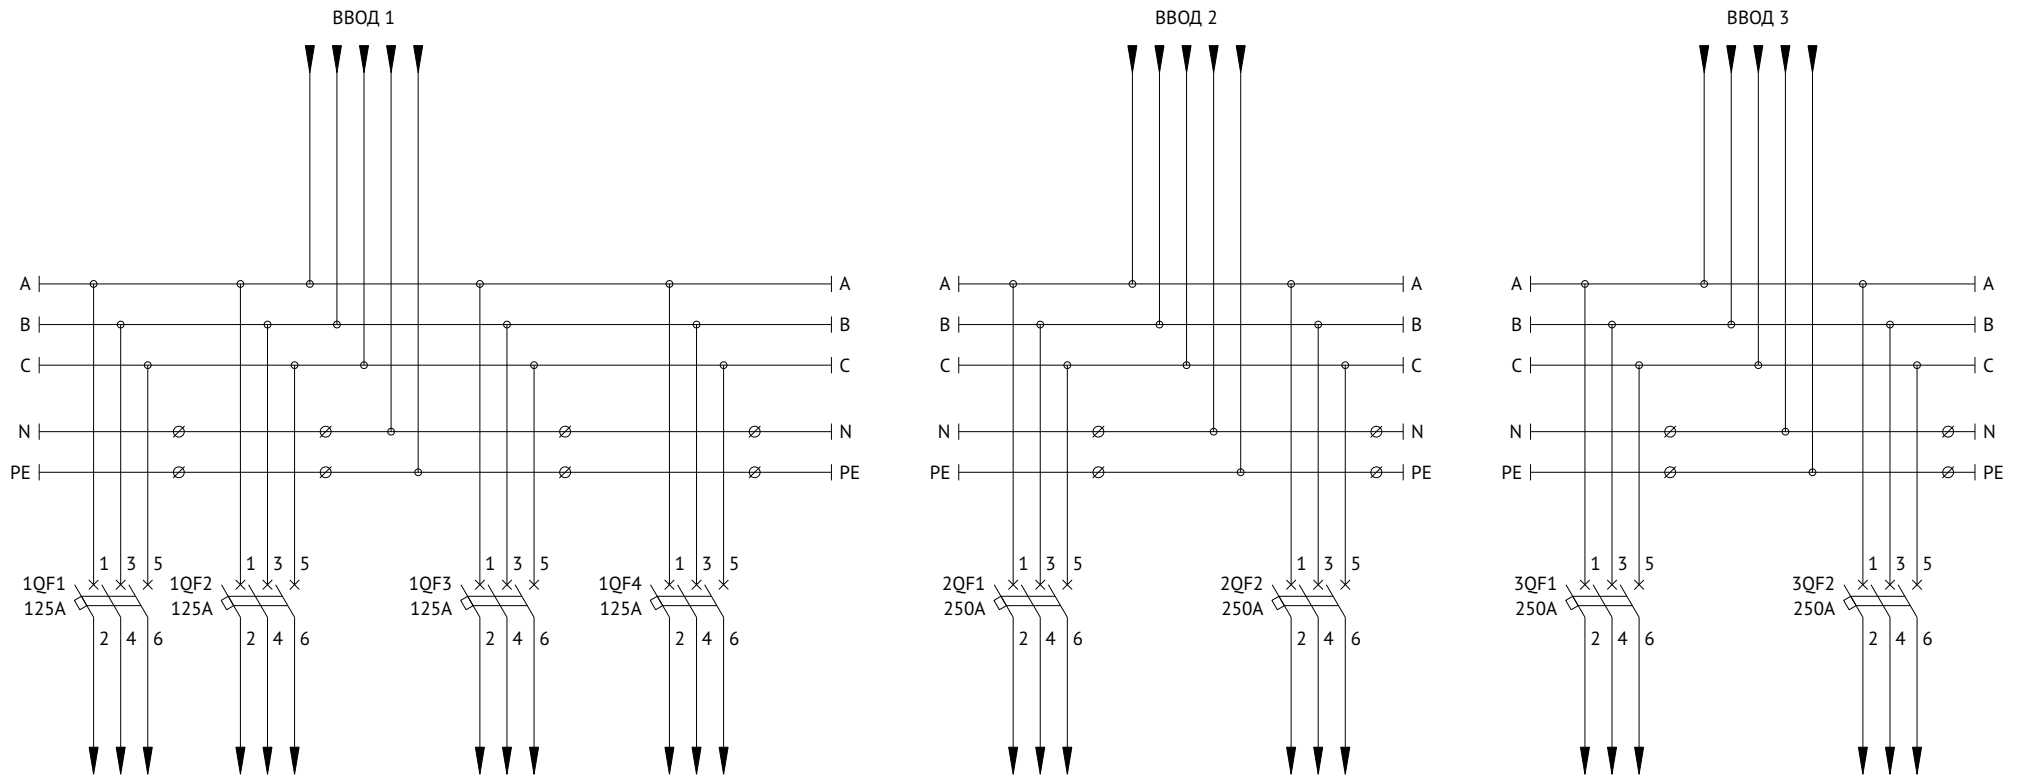 ВВОД 1 ВВОД 2 ВВОД 3
A A A A A A
B B B B B B
C C C C C C
N N N N N N
PE PE PE PE PE PE
1 3 5 1 3 5 1 3 5 1 3 5 1 3 5 1 3 5 1 3 5 1 3 5
1QF1 1QF2 1QF3 1QF4 2QF1 2QF2 3QF1 3QF2
125A 125A 125A 125A 250A 250A 250A 250A
2 4 6 2 4 6 2 4 6 2 4 6 2 4 6 2 4 6 2 4 6 2 4 6